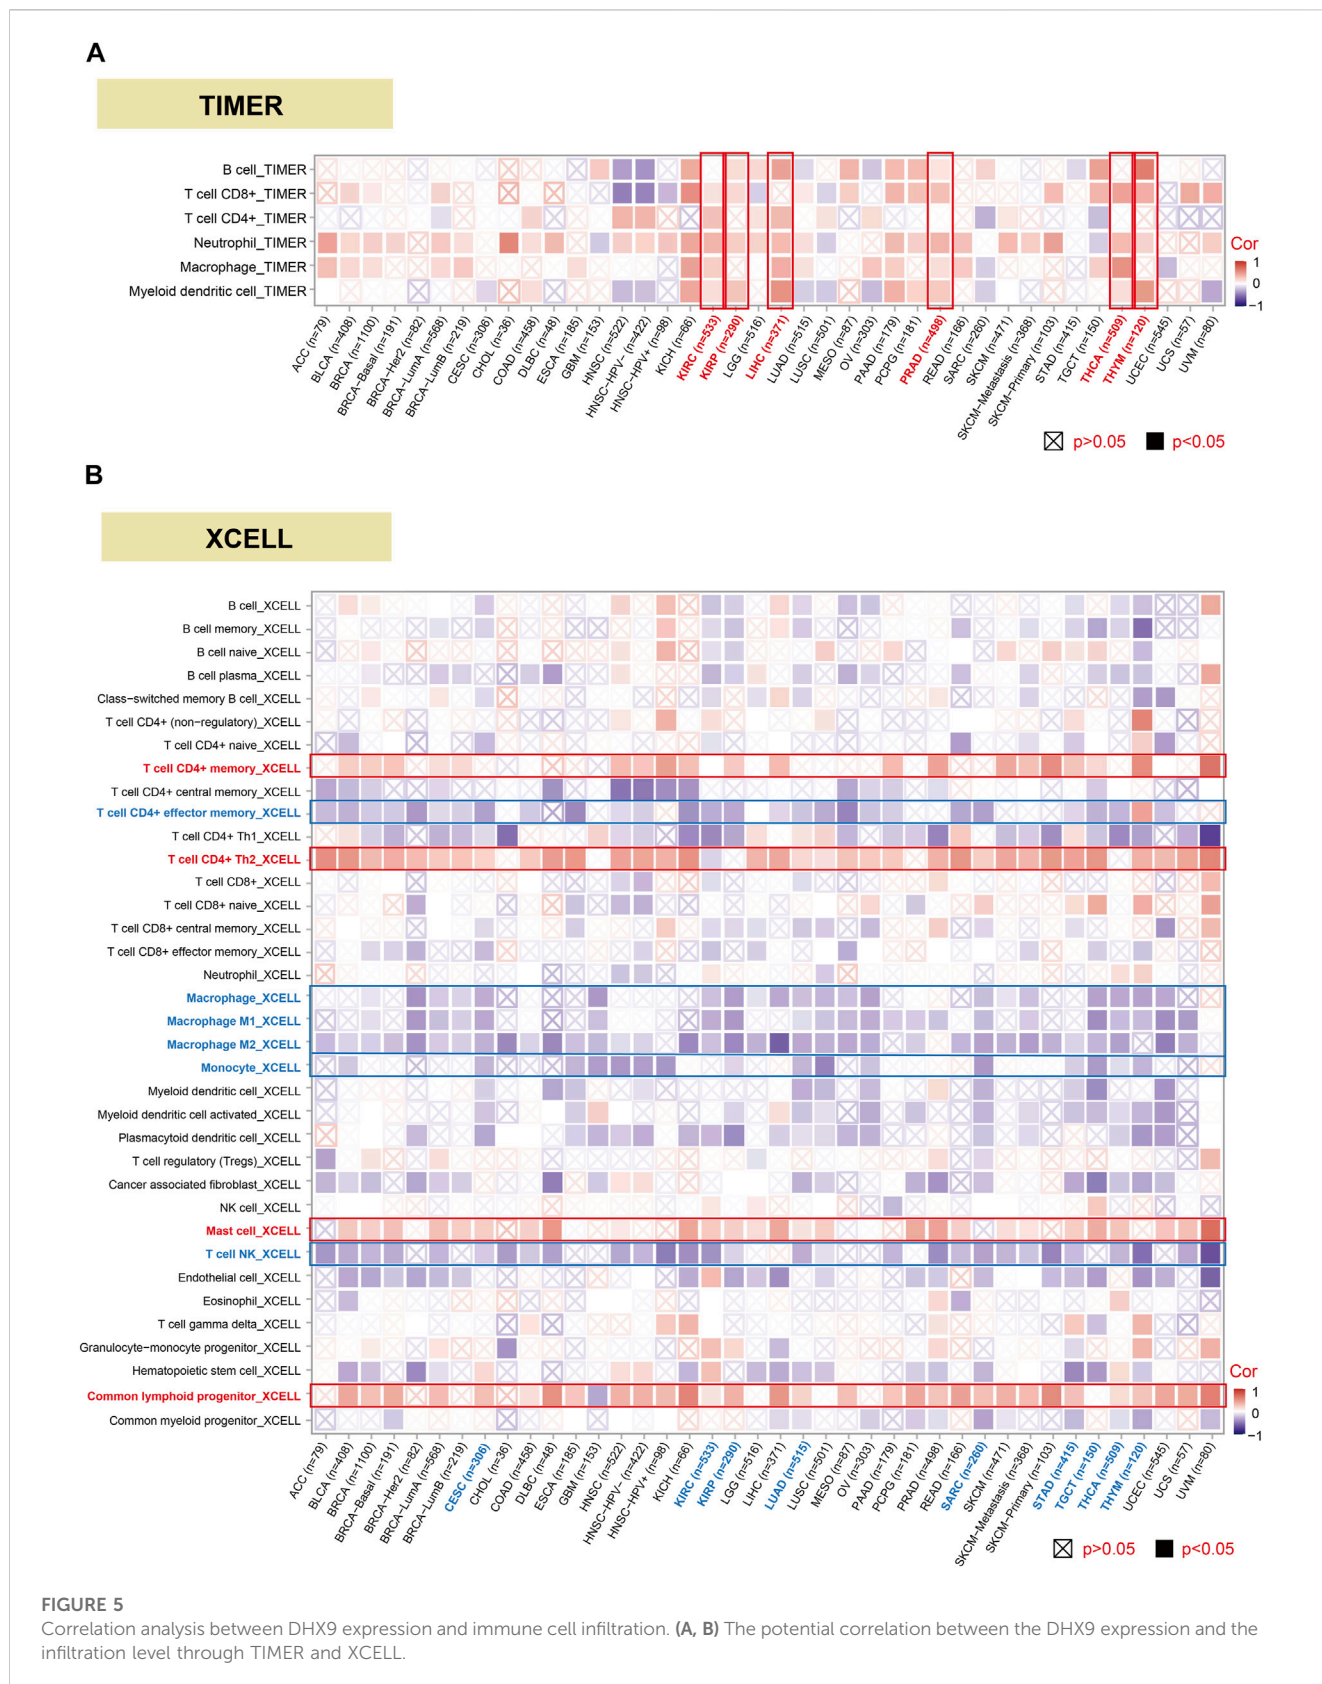 A
TIMER
B cell_TIMER
T cell CD8+_TIMER
T cell CD4+_TIMER
Neutrophil_TIMER
Macrophage_TIMER
Myeloid dendritic cell_TIMER
Cor
1
0
−1
ACC (n=79)
BLCA (n=408)
BRCA (n=1100)
BRCA−Basal (n=191)
BRCA−Her2 (n=82)
BRCA−LumA (n=568)
BRCA−LumB (n=219)
CESC (n=306)
CHOL (n=36)
COAD (n=458)
DLBC (n=48)
ESCA (n=185)
GBM (n=153)
HNSC (n=522)
HNSC−HPV− (n=422)
HNSC−HPV+ (n=98)
KICH (n=66)
KIRC (n=533)
KIRP (n=290)
LGG (n=516)
LIHC (n=371)
LUAD (n=515)
LUSC (n=501)
MESO (n=87)
OV (n=303)
PAAD (n=179)
PCPG (n=181)
PRAD (n=498)
READ (n=166)
SARC (n=260)
SKCM (n=471)
SKCM−Metastasis (n=368)
SKCM−Primary (n=103)
STAD (n=415)
TGCT (n=150)
THCA (n=509)
THYM (n=120)
UCEC (n=545)
UCS (n=57)
UVM (n=80)
p>0.05
p<0.05
B
XCELL
B cell_XCELL
B cell memory_XCELL
B cell naive_XCELL
B cell plasma_XCELL
Class−switched memory B cell_XCELL
T cell CD4+ (non−regulatory)_XCELL
T cell CD4+ naive_XCELL
T cell CD4+ memory_XCELL
T cell CD4+ central memory_XCELL
T cell CD4+ effector memory_XCELL
T cell CD4+ Th1_XCELL
T cell CD4+ Th2_XCELL
T cell CD8+_XCELL
T cell CD8+ naive_XCELL
T cell CD8+ central memory_XCELL
T cell CD8+ effector memory_XCELL
Neutrophil_XCELL
Macrophage_XCELL
Macrophage M1_XCELL
Macrophage M2_XCELL
Monocyte_XCELL
Myeloid dendritic cell_XCELL
Myeloid dendritic cell activated_XCELL
Plasmacytoid dendritic cell_XCELL
T cell regulatory (Tregs)_XCELL
Cancer associated fibroblast_XCELL
NK cell_XCELL
Mast cell_XCELL
T cell NK_XCELL
Endothelial cell_XCELL
Eosinophil_XCELL
T cell gamma delta_XCELL
Granulocyte−monocyte progenitor_XCELL
Hematopoietic stem cell_XCELL
Common lymphoid progenitor_XCELL
Common myeloid progenitor_XCELL
Cor
1
0
−1
ACC (n=79)
BLCA (n=408)
BRCA (n=1100)
BRCA−Basal (n=191)
BRCA−Her2 (n=82)
BRCA−LumA (n=568)
BRCA−LumB (n=219)
CESC (n=306)
CHOL (n=36)
COAD (n=458)
DLBC (n=48)
ESCA (n=185)
GBM (n=153)
HNSC (n=522)
HNSC−HPV− (n=422)
HNSC−HPV+ (n=98)
KICH (n=66)
KIRC (n=533)
KIRP (n=290)
LGG (n=516)
LIHC (n=371)
LUAD (n=515)
LUSC (n=501)
MESO (n=87)
OV (n=303)
PAAD (n=179)
PCPG (n=181)
PRAD (n=498)
READ (n=166)
SARC (n=260)
SKCM (n=471)
SKCM−Metastasis (n=368)
SKCM−Primary (n=103)
STAD (n=415)
TGCT (n=150)
THCA (n=509)
THYM (n=120)
UCEC (n=545)
UCS (n=57)
UVM (n=80)
p>0.05
p<0.05
FIGURE 5
Correlation analysis between DHX9 expression and immune cell infiltration. (A, B) The potential correlation between the DHX9 expression and the
infiltration level through TIMER and XCELL.